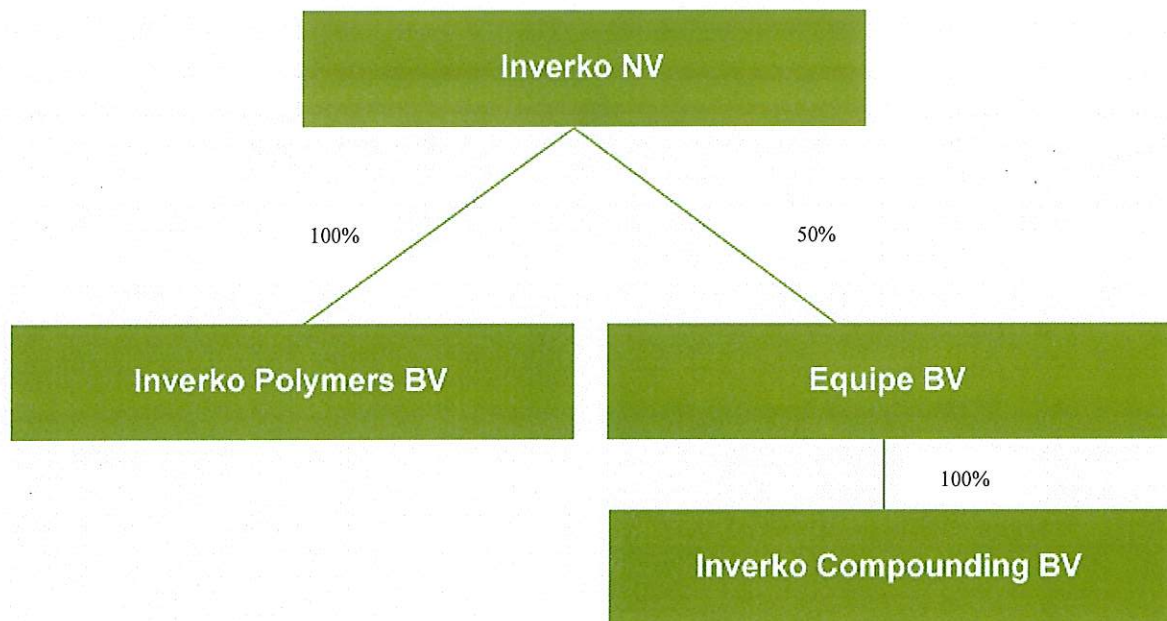 Inverko NV
100%
50%
Inverko Polymers BV
Equipe BV
100%
Inverko Compounding BV